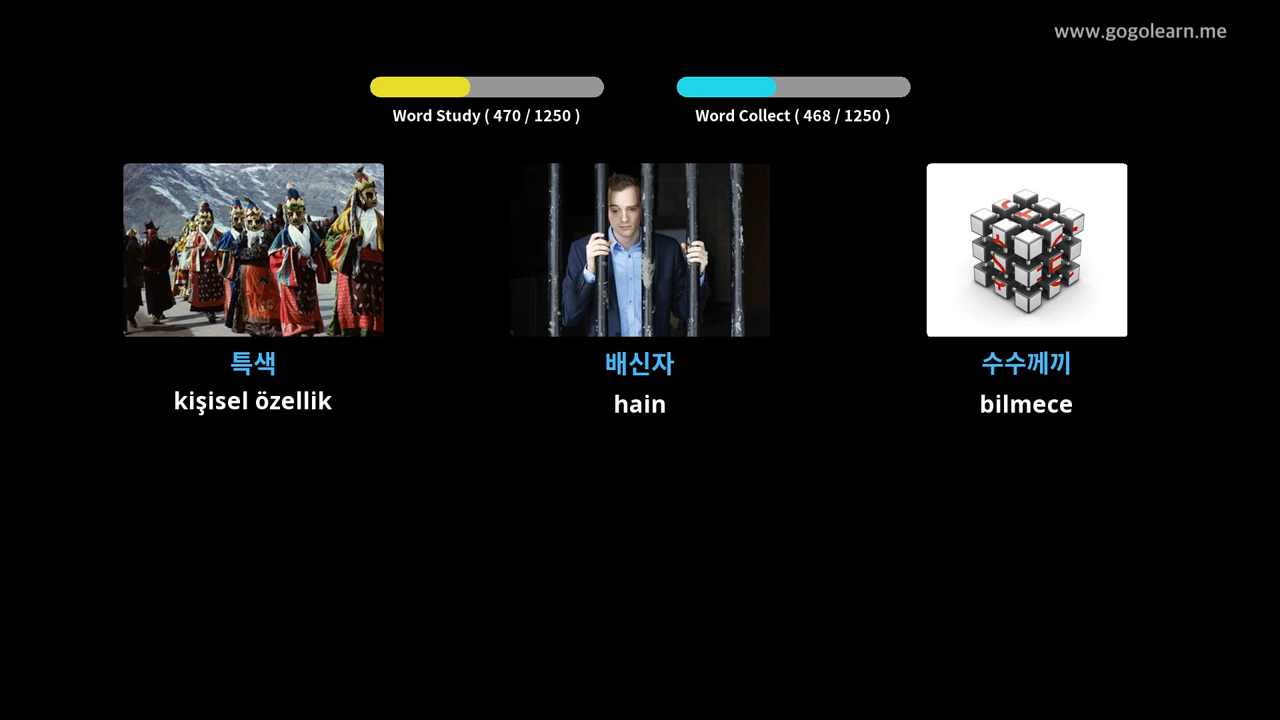 www.gogolearn.me
Word Study ( 470 / 1250 )
Word Collect ( 468 / 1250 )
특색
kişisel özellik
배신자
hain
수수께끼
bilmece